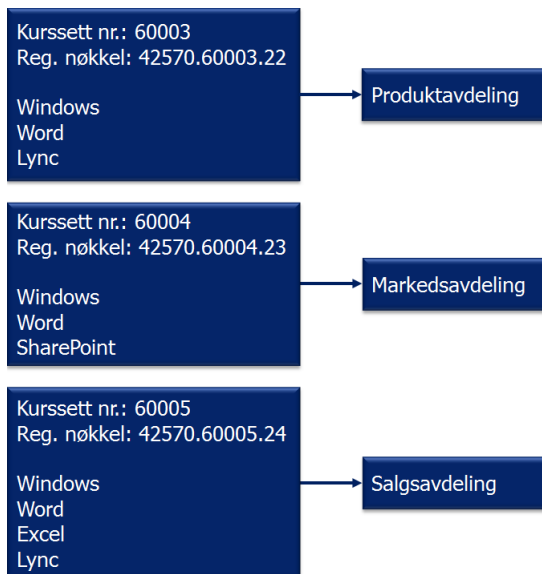 Kurssett nr.: 60003
Reg. nøkkel: 42570.60003.22
Windows
Word
Lync
Produktavdeling
Kurssett nr.: 60004
Reg. nøkkel: 42570.60004.23
Windows
Word
SharePoint
Markedsavdeling
Kurssett nr.: 60005
Reg. nøkkel: 42570.60005.24
Windows
Word
Excel
Lync
Salgsavdeling